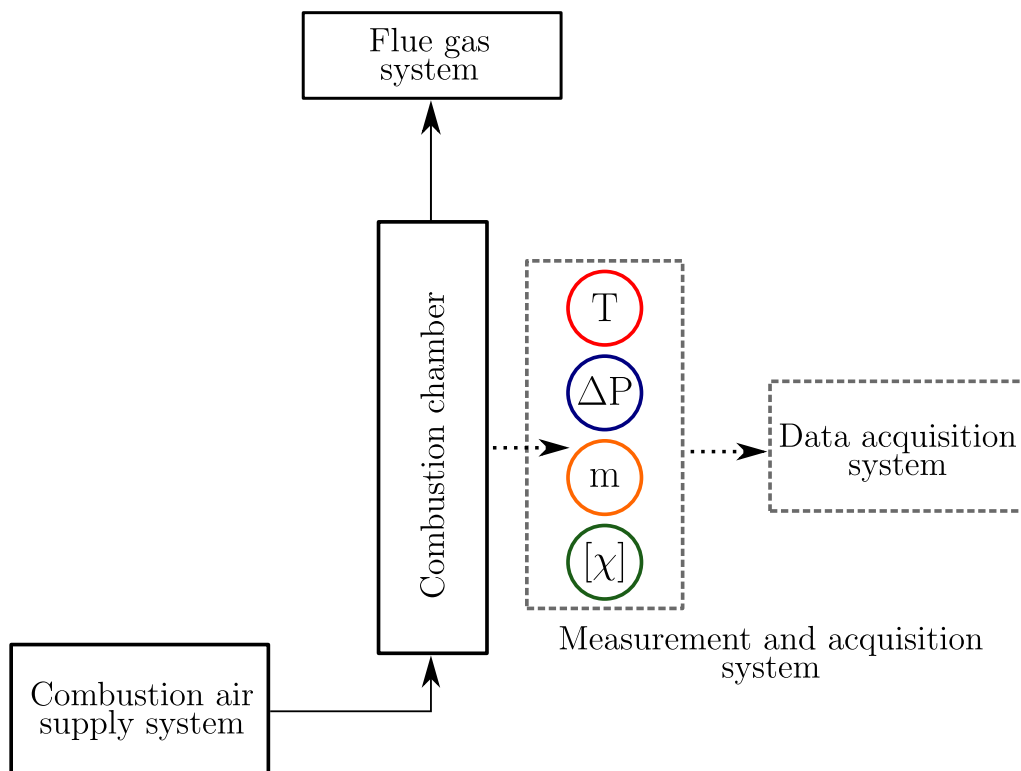 Flue gas
system
Combustion chamber
T
ΔP
m
[χ]
Data acquisition
system
Measurement and acquisition
system
Combustion air
supply system